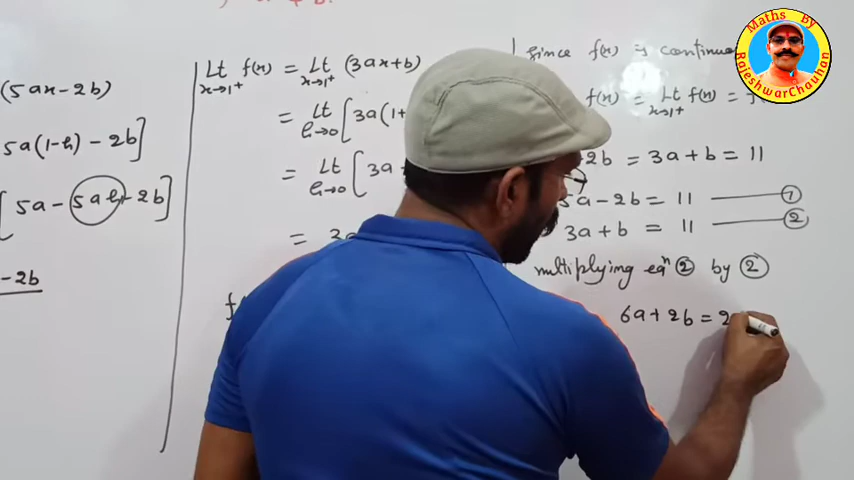 (5ax-2b)
5a(1-h) - 2b]
[5a - 5ah - 2b]
-2b
Lt f(x) = Lt (3ax+b)
x→1⁺ x→1⁺
= Lt [3a(1+
h→0
= Lt [3a
h→0
=
f
Since f(x) is
f(x) = Lt f(x) =
x→1⁺
2b = 3a+b = 11
5a-2b = 11 ①
3a+b = 11 ②
multiplying eqⁿ ② by ②
6a+2b = 2
Maths By
RajeshwarChauhan